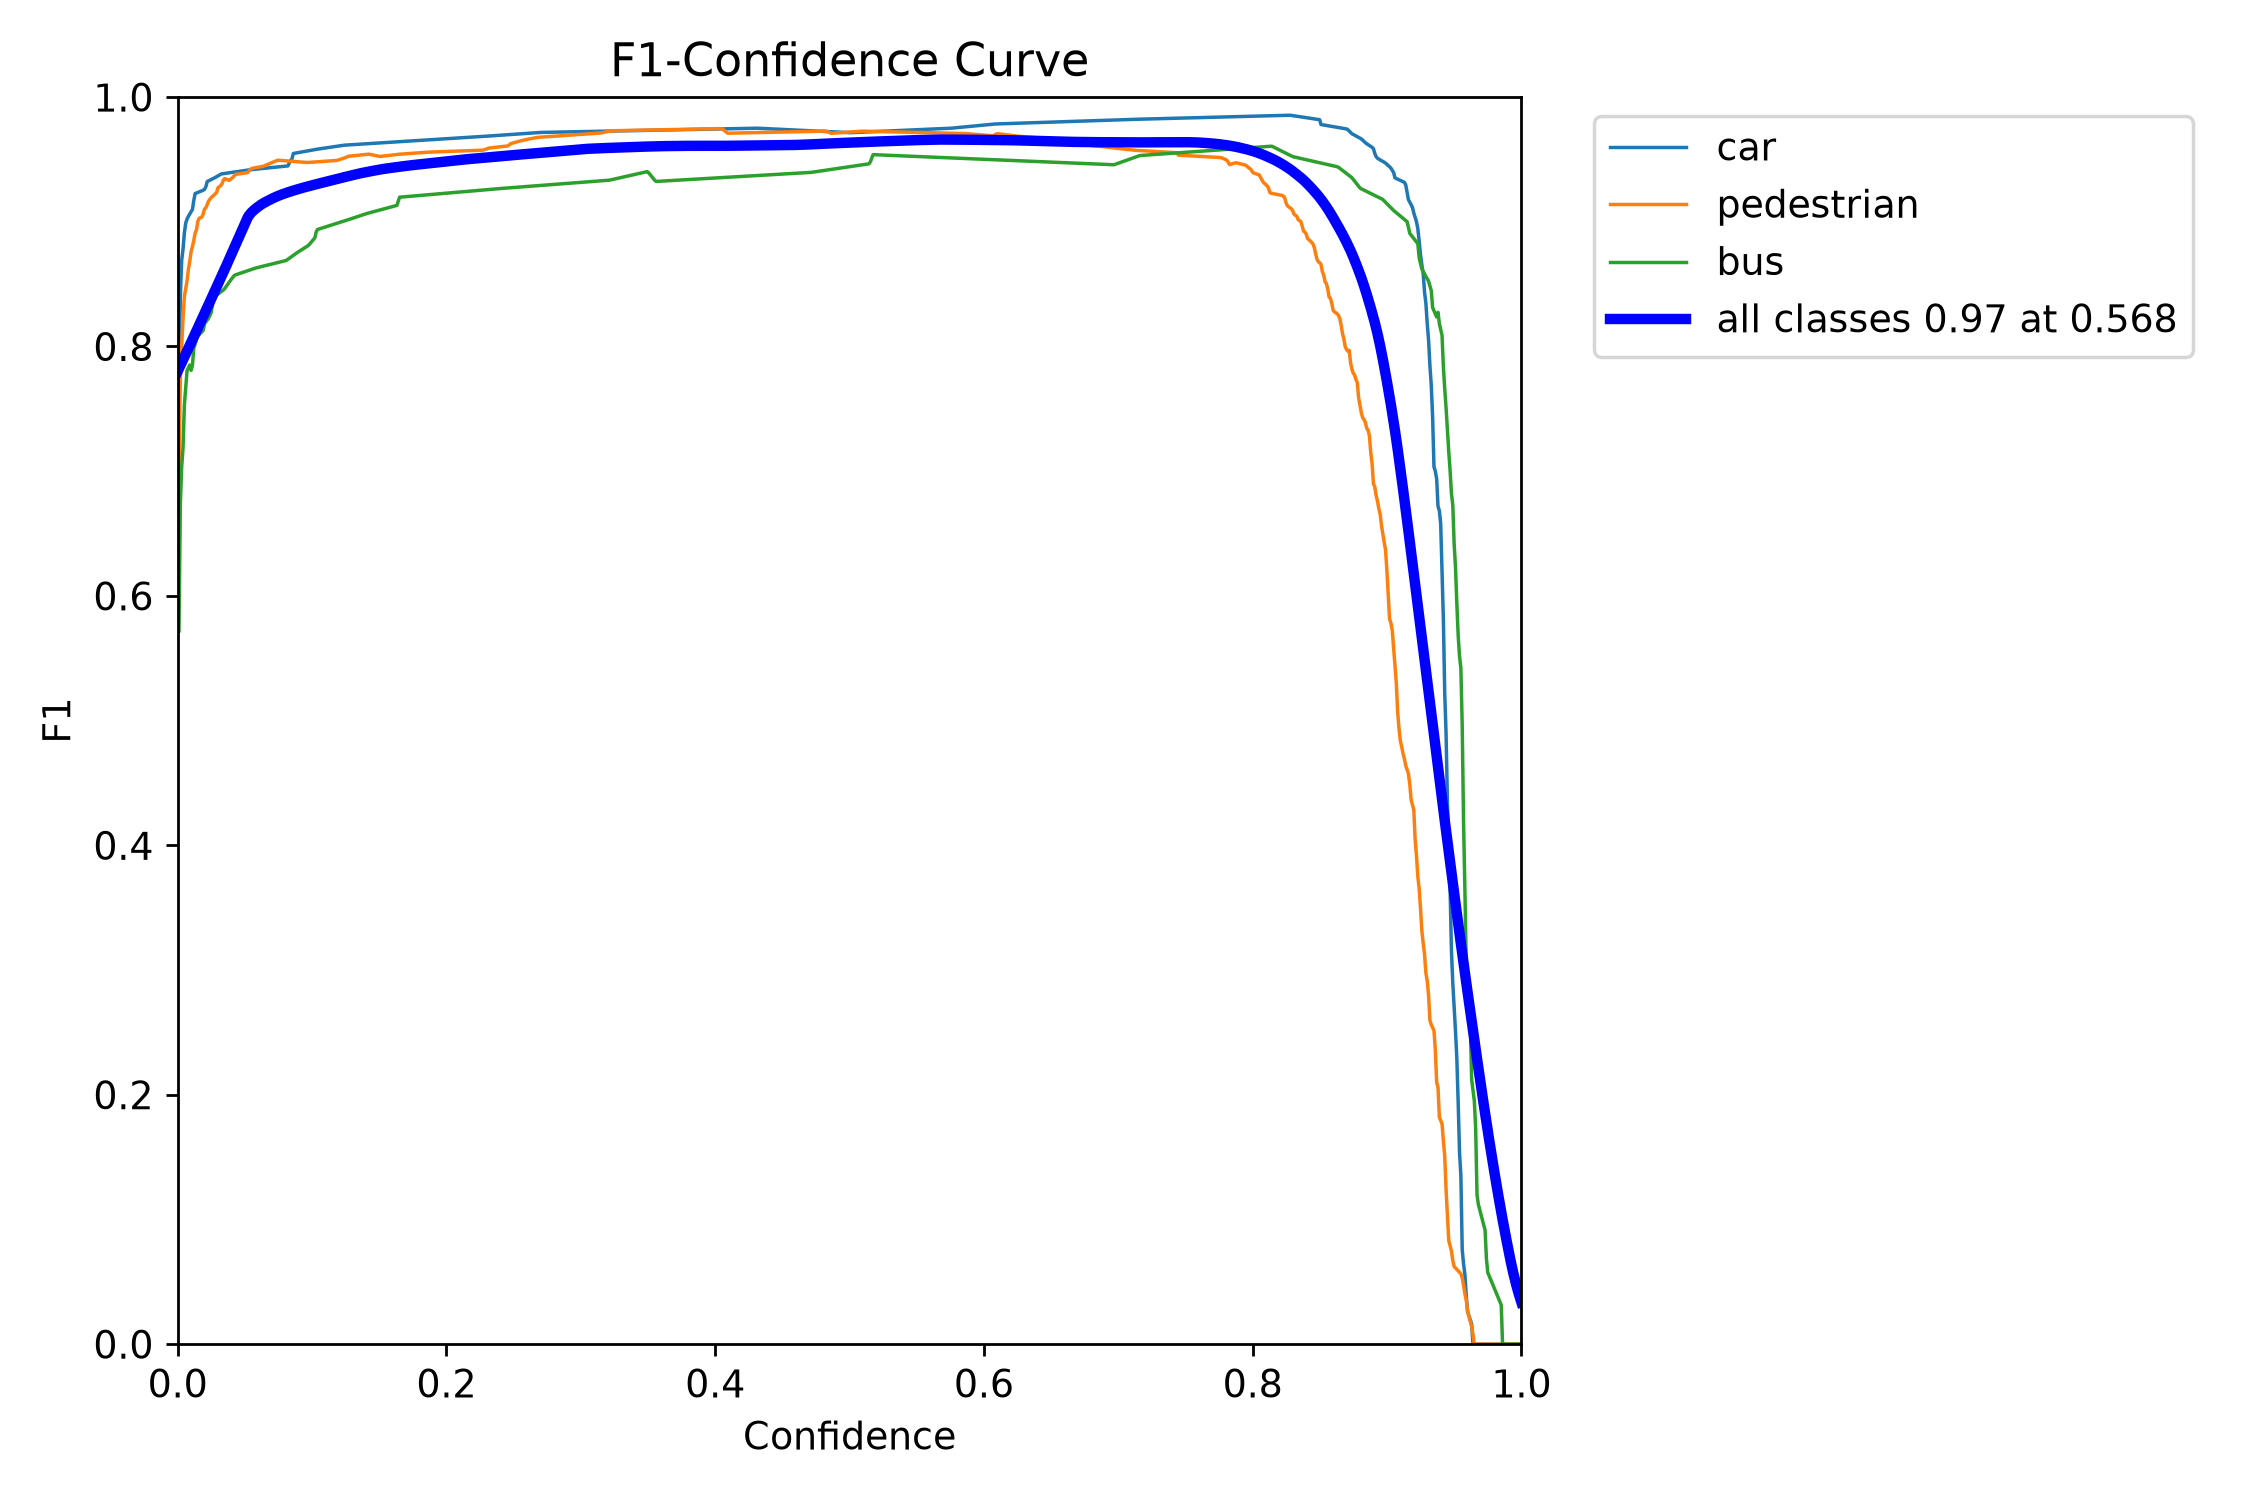 F1-Confidence Curve
1.0
0.8
0.6
0.4
0.2
0.0
F1
0.0 0.2 0.4 0.6 0.8 1.0
Confidence
car
pedestrian
bus
all classes 0.97 at 0.568